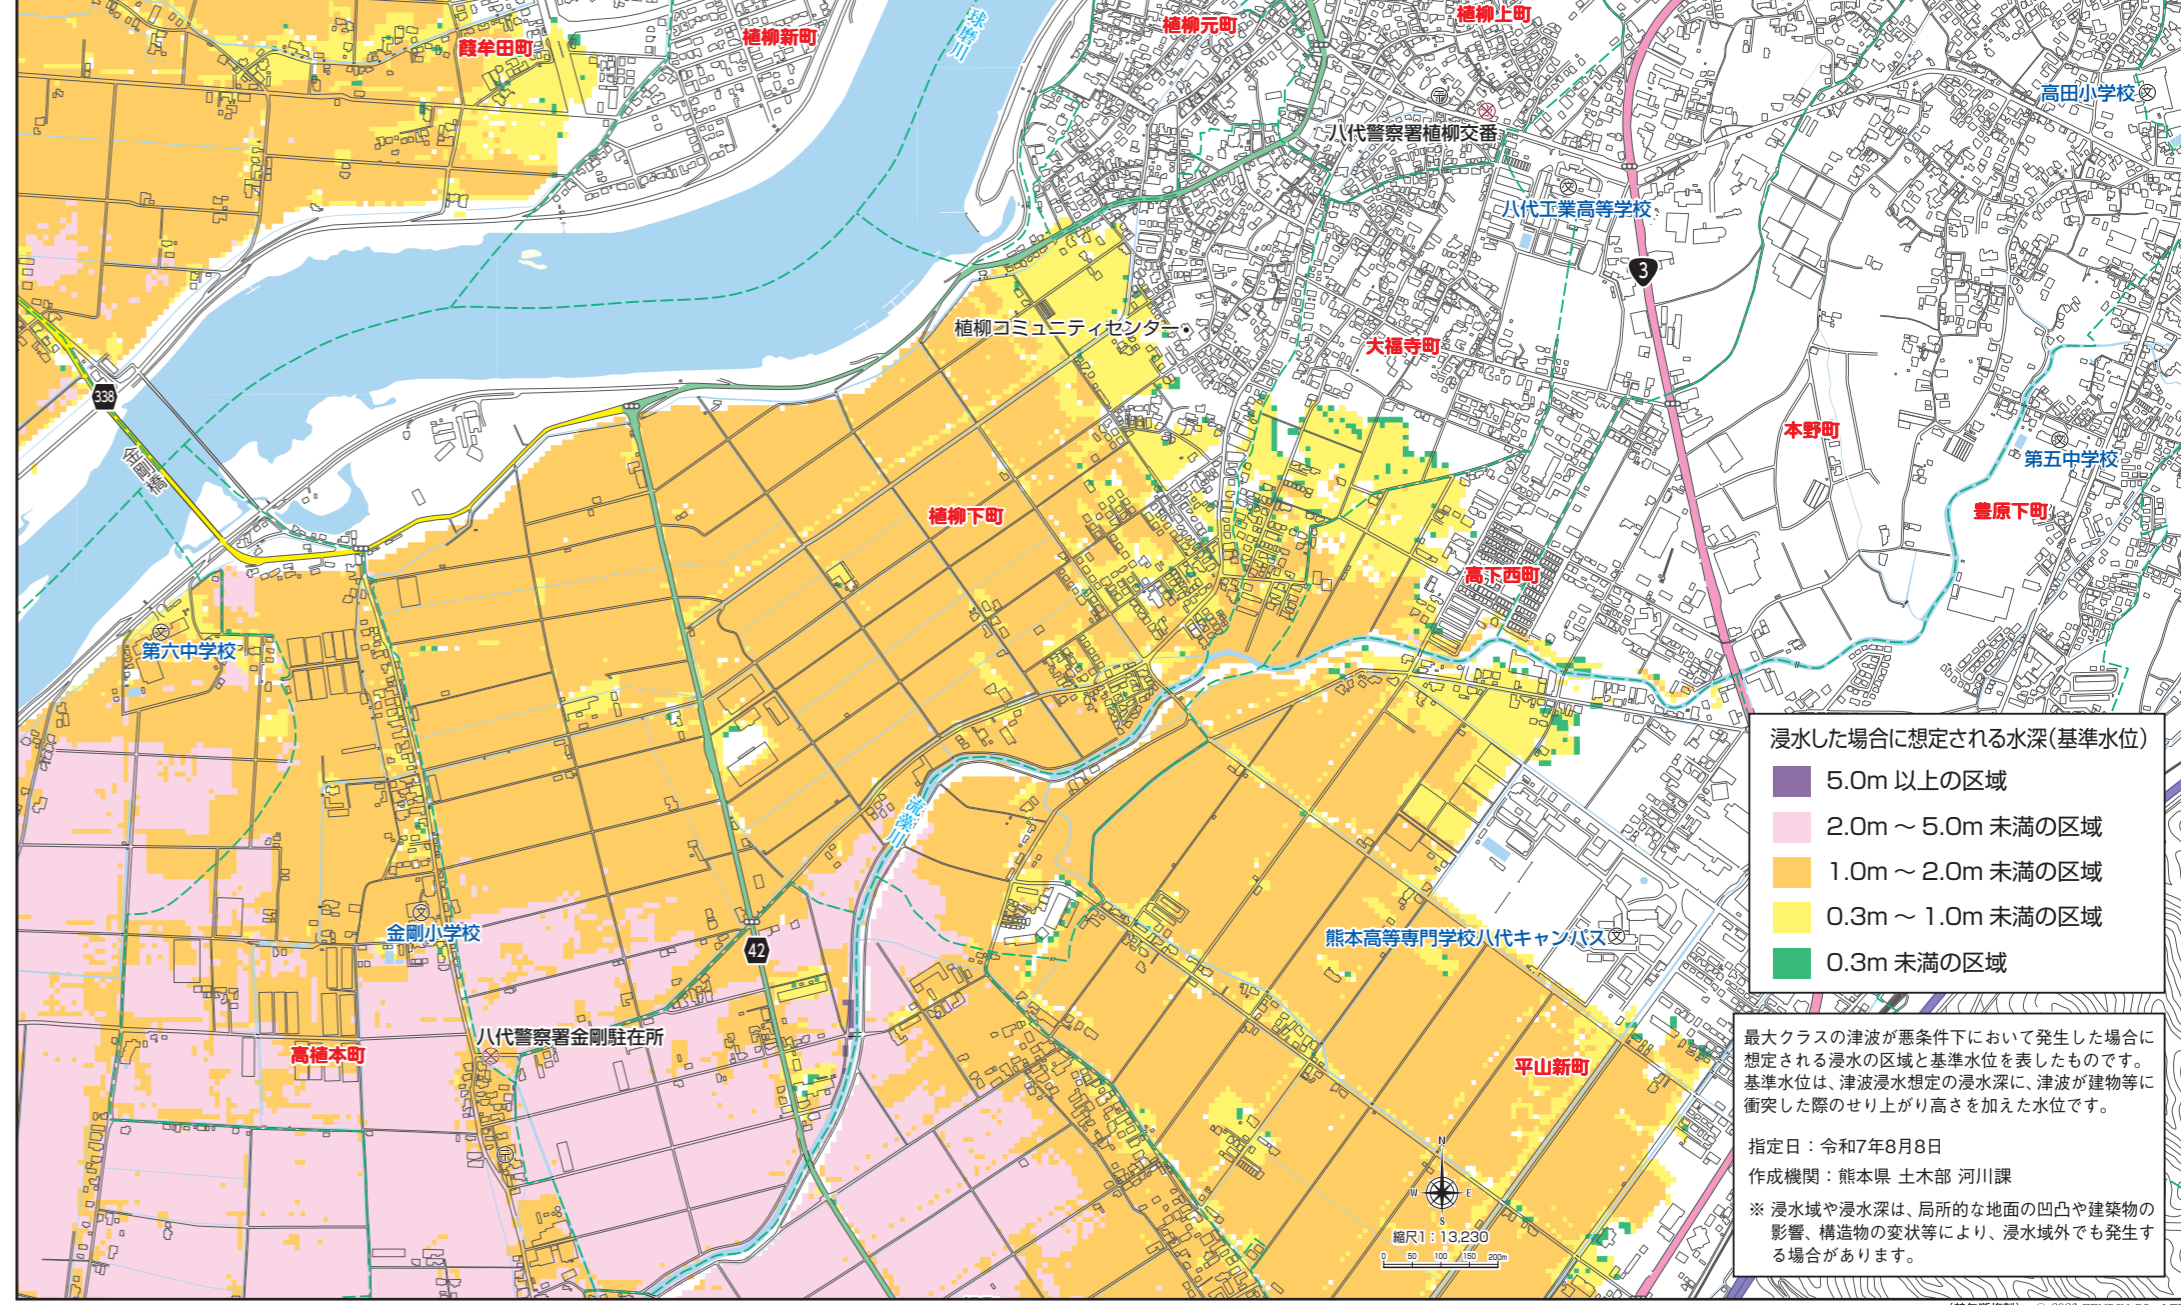 葭牟田町
植柳新町
球磨川
植柳元町
植柳上町
高田小学校
八代警察署植柳交番
八代工業高等学校
3
植柳コミュニティセンター
大福寺町
338
金剛橋
本野町
第五中学校
豊原下町
植柳下町
高下西町
第六中学校
流藻川
金剛小学校
42
熊本高等専門学校八代キャンパス
八代警察署金剛駐在所
高植本町
平山新町
浸水した場合に想定される水深(基準水位)
5.0m 以上の区域
2.0m ～ 5.0m 未満の区域
1.0m ～ 2.0m 未満の区域
0.3m ～ 1.0m 未満の区域
0.3m 未満の区域
最大クラスの津波が悪条件下において発生した場合に
想定される浸水の区域と基準水位を表したものです。
基準水位は、津波浸水想定の浸水深に、津波が建物等に
衝突した際のせり上がり高さを加えた水位です。
指定日：令和7年8月8日
作成機関：熊本県 土木部 河川課
※ 浸水域や浸水深は、局所的な地面の凹凸や建築物の
影響、構造物の変状等により、浸水域外でも発生す
る場合があります。
N
W E
S
縮尺1：13,230
0 50 100 150 200m